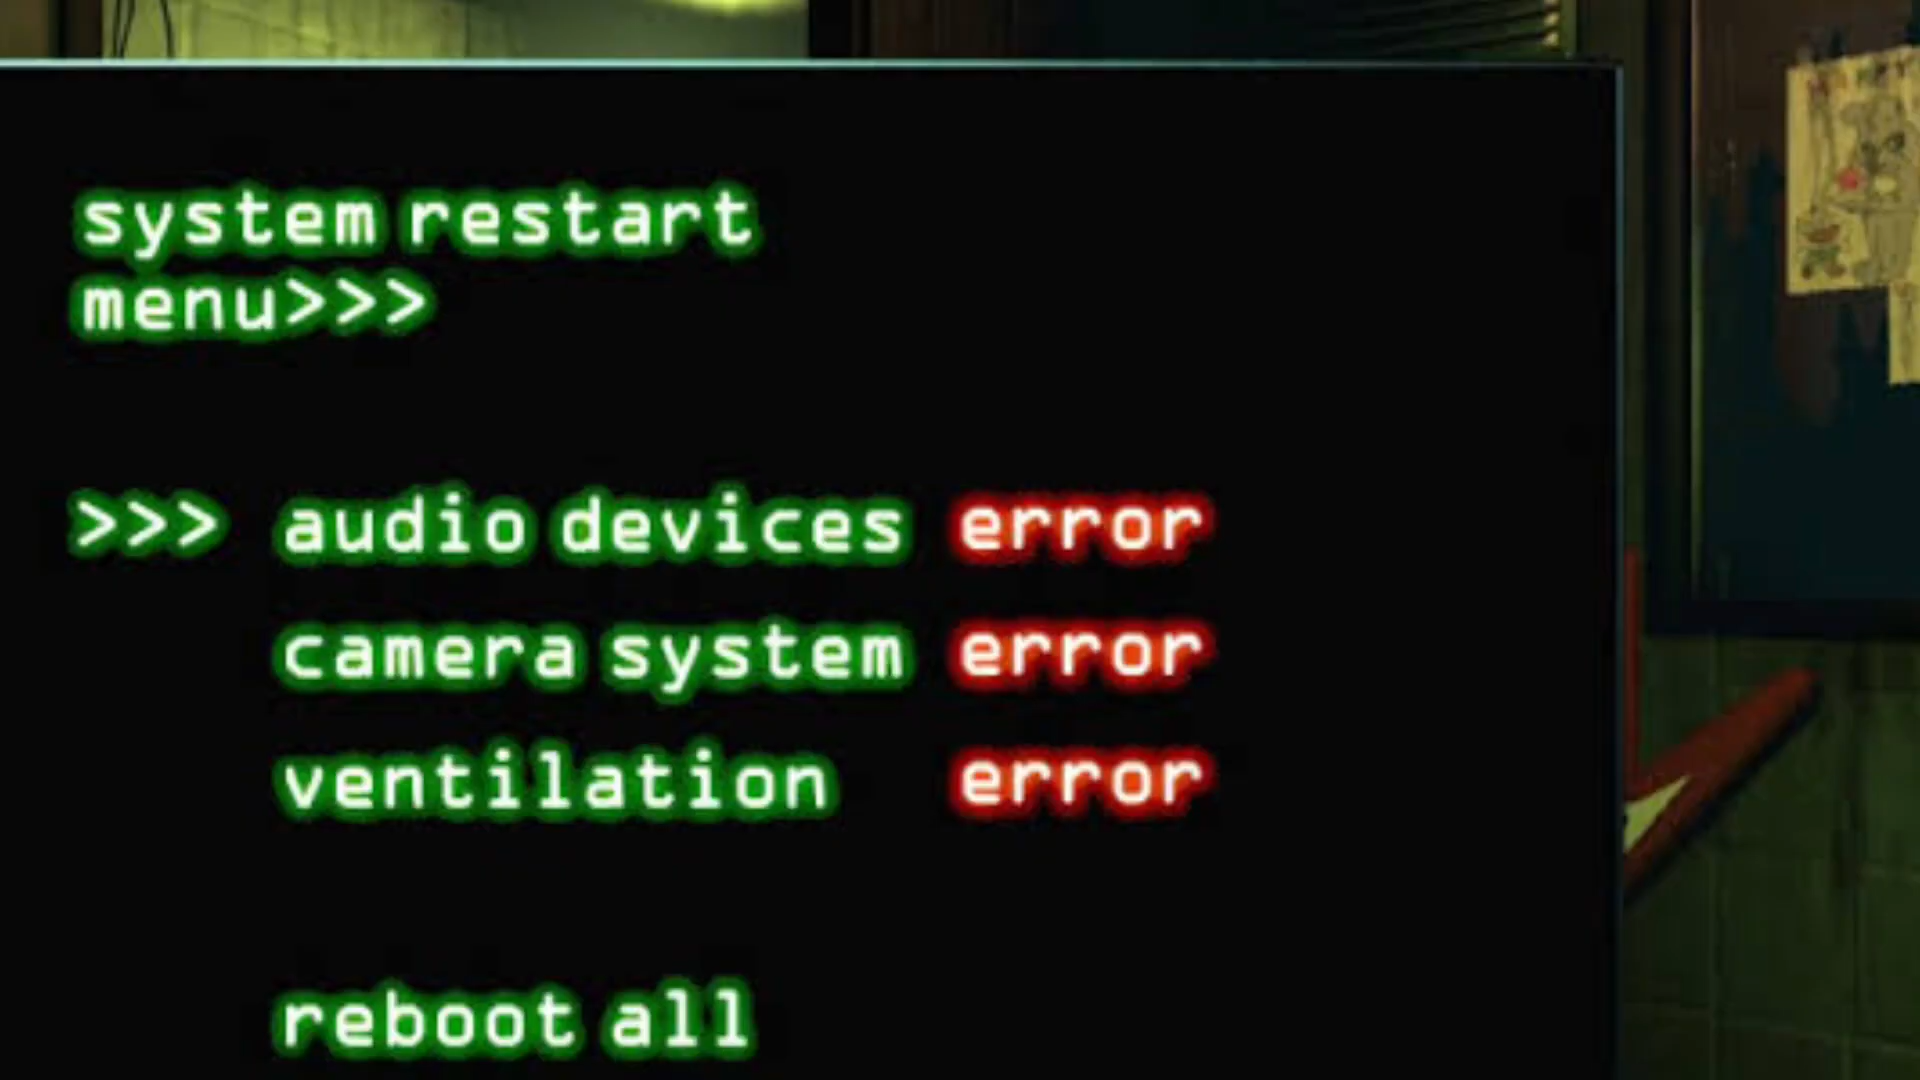 system restart
menu>>>
>>> audio devices error
camera system error
ventilation error
reboot all